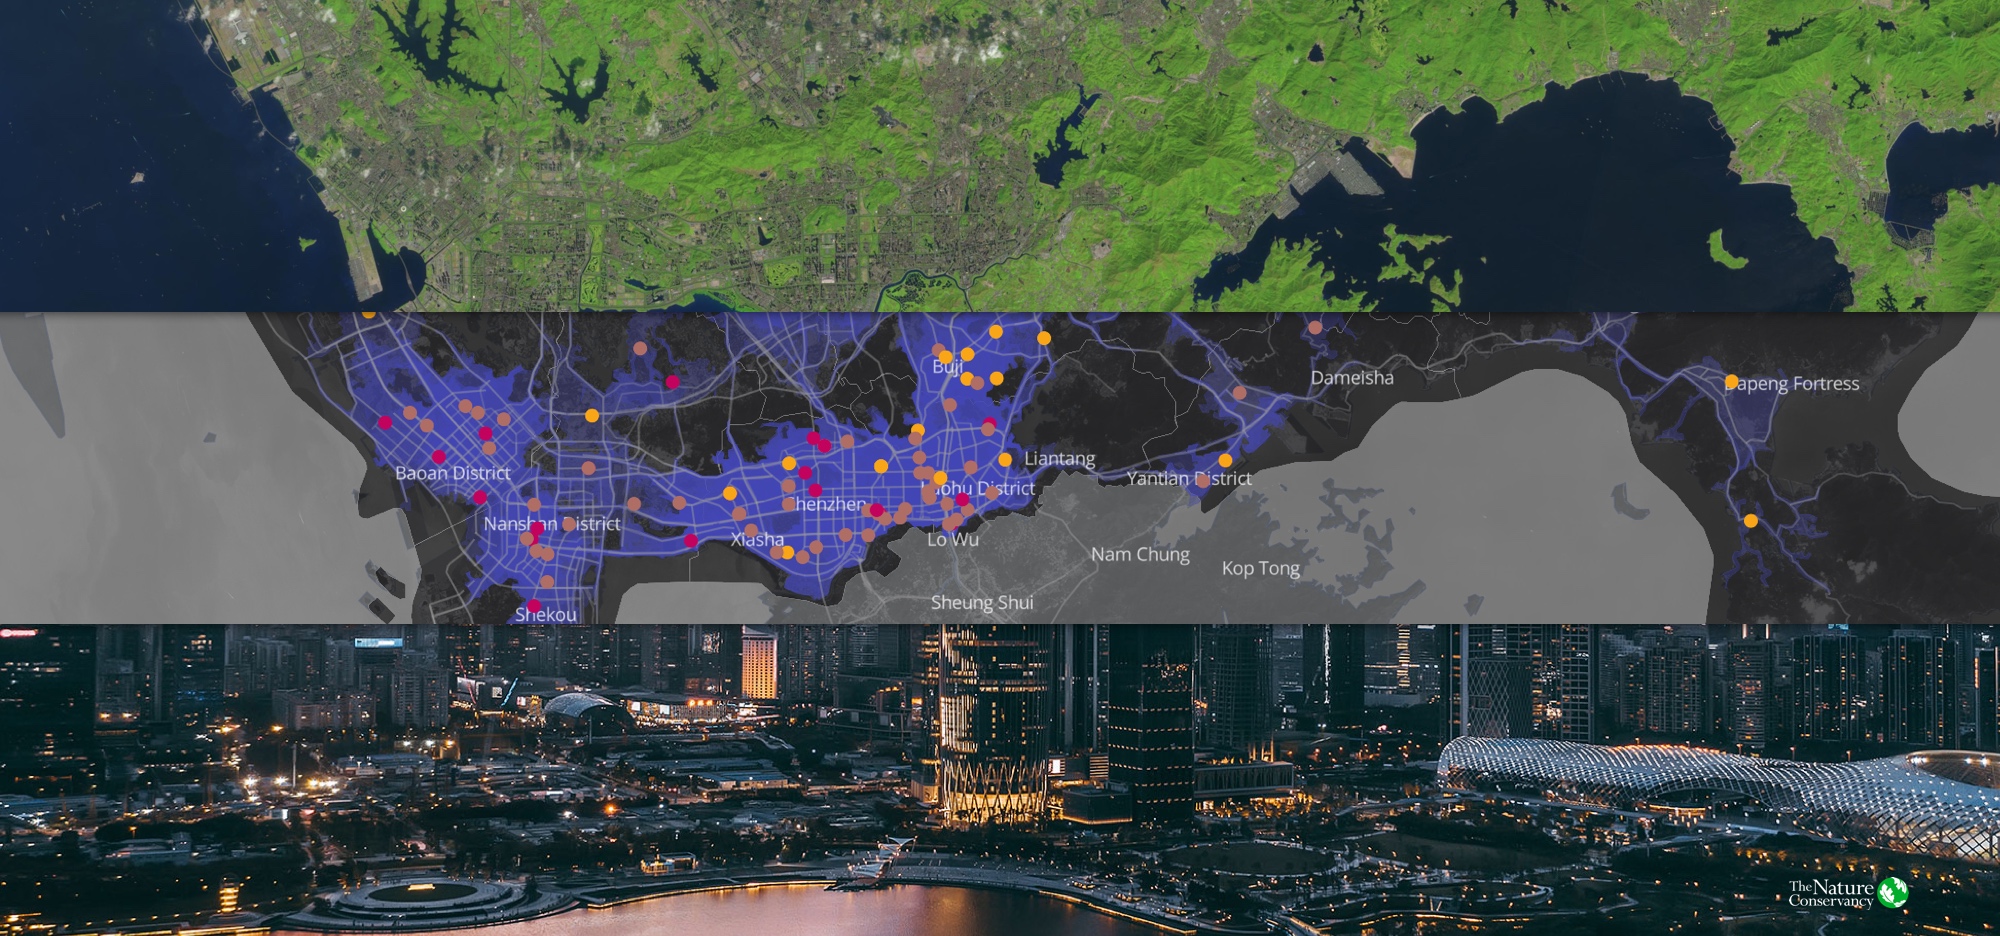 Buji
Dameisha
Dapeng Fortress
Liantang
Baoan District
Yantian District
Luohu District
Shenzhen
Nanshan District
Xiasha
Lo Wu
Nam Chung
Kop Tong
Sheung Shui
Shekou
The Nature
Conservancy